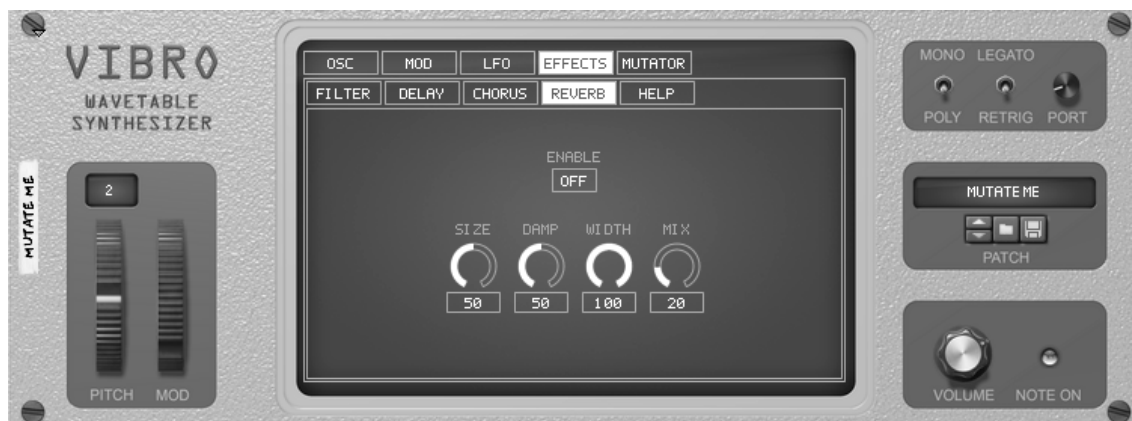 VIBRO
WAVETABLE
SYNTHESIZER
MUTATE ME
2
PITCH MOD
OSC MOD LFO EFFECTS MUTATOR
FILTER DELAY CHORUS REVERB HELP
ENABLE
OFF
SIZE DAMP WIDTH MIX
50 50 100 20
MONO LEGATO
POLY RETRIG PORT
MUTATE ME
PATCH
VOLUME NOTE ON